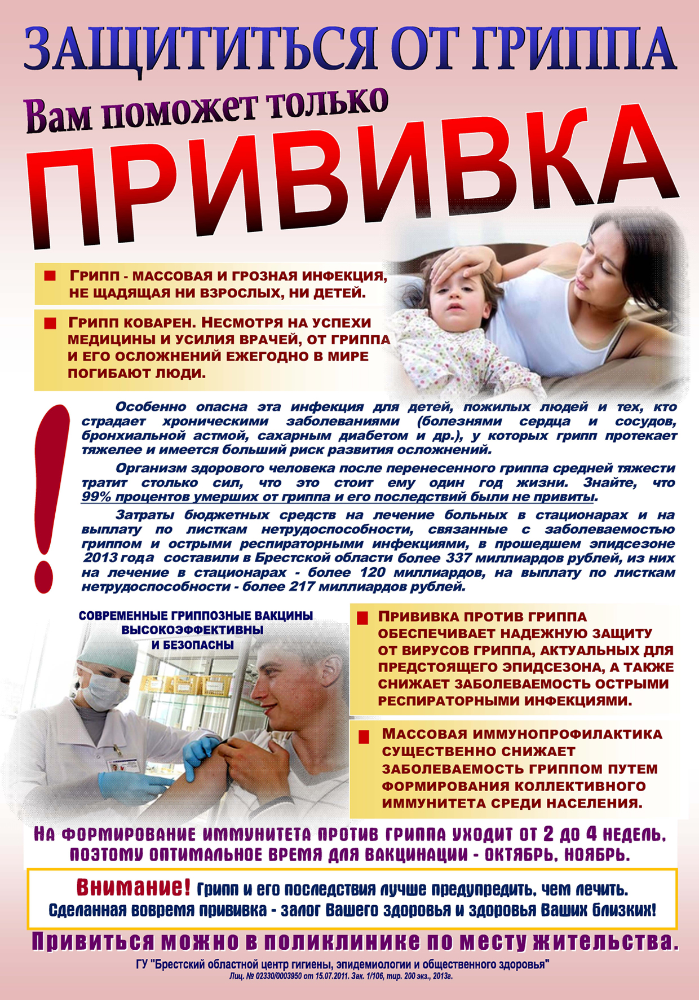 ЗАЩИТИТЬСЯ ОТ ГРИППА
Вам поможет только
ПРИВИВКА
ГРИПП - МАССОВАЯ И ГРОЗНАЯ ИНФЕКЦИЯ,
НЕ ЩАДЯЩАЯ НИ ВЗРОСЛЫХ, НИ ДЕТЕЙ.
ГРИПП КОВАРЕН. НЕСМОТРЯ НА УСПЕХИ
МЕДИЦИНЫ И УСИЛИЯ ВРАЧЕЙ, ОТ ГРИППА
И ЕГО ОСЛОЖНЕНИЙ ЕЖЕГОДНО В МИРЕ
ПОГИБАЮТ ЛЮДИ.
Особенно опасна эта инфекция для детей, пожилых людей и тех, кто
страдает хроническими заболеваниями (болезнями сердца и сосудов,
бронхиальной астмой, сахарным диабетом и др.), у которых грипп протекает
тяжелее и имеется больший риск развития осложнений.
Организм здорового человека после перенесенного гриппа средней тяжести
тратит столько сил, что это стоит ему один год жизни. Знайте, что
99% процентов умерших от гриппа и его последствий были не привиты.
Затраты бюджетных средств на лечение больных в стационарах и на
выплату по листкам нетрудоспособности, связанные с заболеваемостью
гриппом и острыми респираторными инфекциями, в прошедшем эпидсезоне
2013 года составили в Брестской области более 337 миллиардов рублей, из них
на лечение в стационарах - более 120 миллиардов, на выплату по листкам
нетрудоспособности - более 217 миллиардов рублей.
СОВРЕМЕННЫЕ ГРИППОЗНЫЕ ВАКЦИНЫ
ВЫСОКОЭФФЕКТИВНЫ
И БЕЗОПАСНЫ
ПРИВИВКА ПРОТИВ ГРИППА
ОБЕСПЕЧИВАЕТ НАДЕЖНУЮ ЗАЩИТУ
ОТ ВИРУСОВ ГРИППА, АКТУАЛЬНЫХ ДЛЯ
ПРЕДСТОЯЩЕГО ЭПИДСЕЗОНА, А ТАКЖЕ
СНИЖАЕТ ЗАБОЛЕВАЕМОСТЬ ОСТРЫМИ
РЕСПИРАТОРНЫМИ ИНФЕКЦИЯМИ.
МАССОВАЯ ИММУНОПРОФИЛАКТИКА
СУЩЕСТВЕННО СНИЖАЕТ
ЗАБОЛЕВАЕМОСТЬ ГРИППОМ ПУТЕМ
ФОРМИРОВАНИЯ КОЛЛЕКТИВНОГО
ИММУНИТЕТА СРЕДИ НАСЕЛЕНИЯ.
НА ФОРМИРОВАНИЕ ИММУНИТЕТА ПРОТИВ ГРИППА УХОДИТ ОТ 2 ДО 4 НЕДЕЛЬ,
ПОЭТОМУ ОПТИМАЛЬНОЕ ВРЕМЯ ДЛЯ ВАКЦИНАЦИИ - ОКТЯБРЬ, НОЯБРЬ.
Внимание! Грипп и его последствия лучше предупредить, чем лечить.
Сделанная вовремя прививка - залог Вашего здоровья и здоровья Ваших близких!
Привиться можно в поликлинике по месту жительства.
ГУ "Брестский областной центр гигиены, эпидемиологии и общественного здоровья"
Лиц. № 02330/0003950 от 15.07.2011. Зак. 1/106, тир. 200 экз., 2013г.